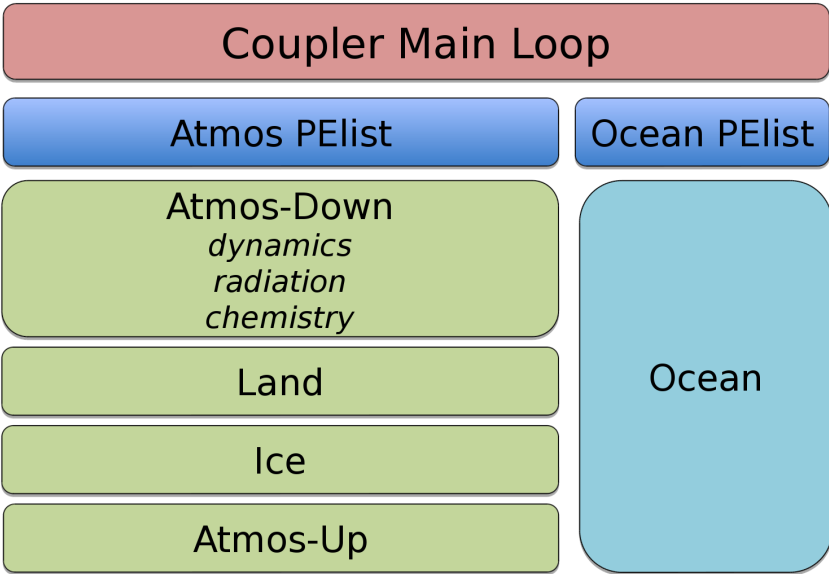 Coupler Main Loop
Atmos PElist
Ocean PElist
Atmos-Down
dynamics
radiation
chemistry
Land
Ice
Atmos-Up
Ocean